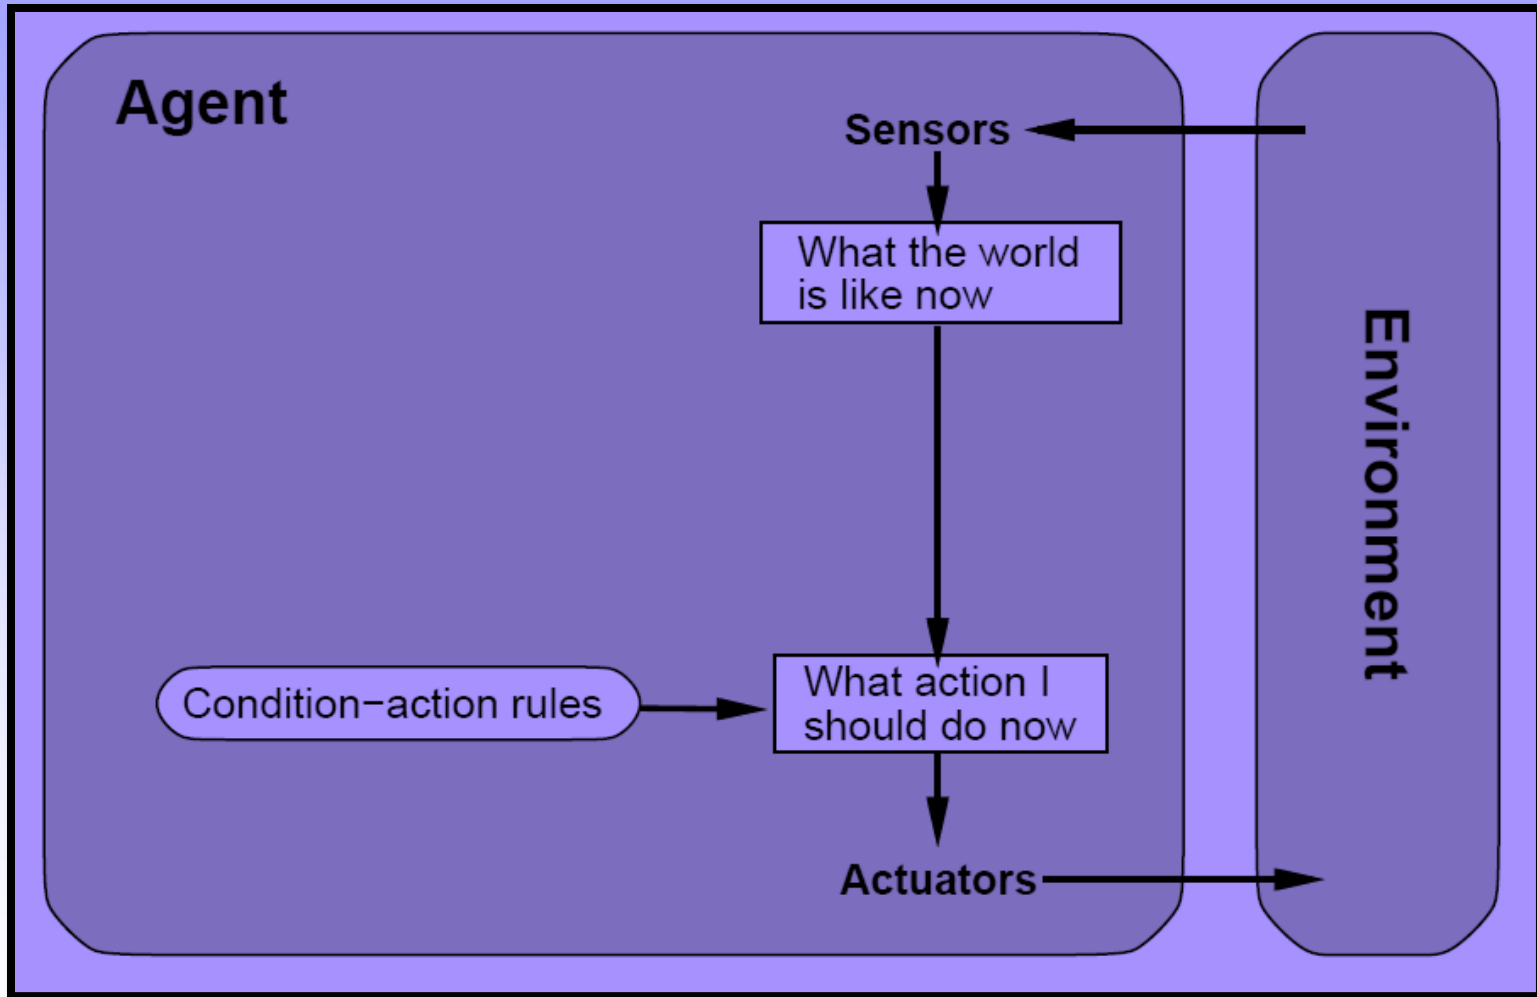 Agent
Sensors
What the world
is like now
Environment
Condition−action rules
What action I
should do now
Actuators